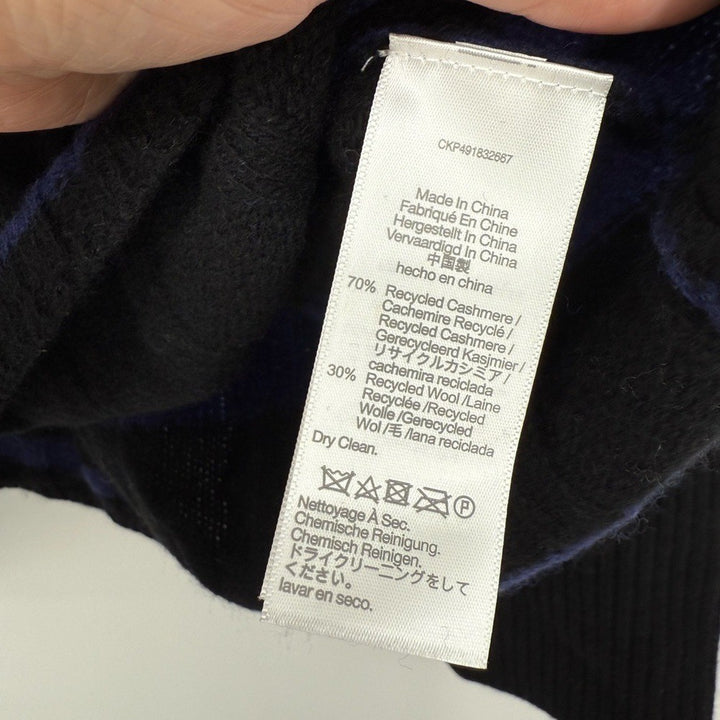 CKP491832667
Made In China
Fabriqué En Chine
Hergestellt In China
Vervaardigd In China
中国製
hecho en china
70% Recycled Cashmere /
Cachemire Recyclé /
Recycled Cashmere /
Gerecycleerd Kasjmier /
リサイクルカシミア /
cachemira reciclada
30% Recycled Wool /Laine
Recyclée /Recycled
Wolle /Gerecycled
Wol /毛 /lana reciclada
Dry Clean.
P
Nettoyage À Sec.
Chemische Reinigung.
Chemisch Reinigen.
ドライクリーニングをして
ください。
lavar en seco.